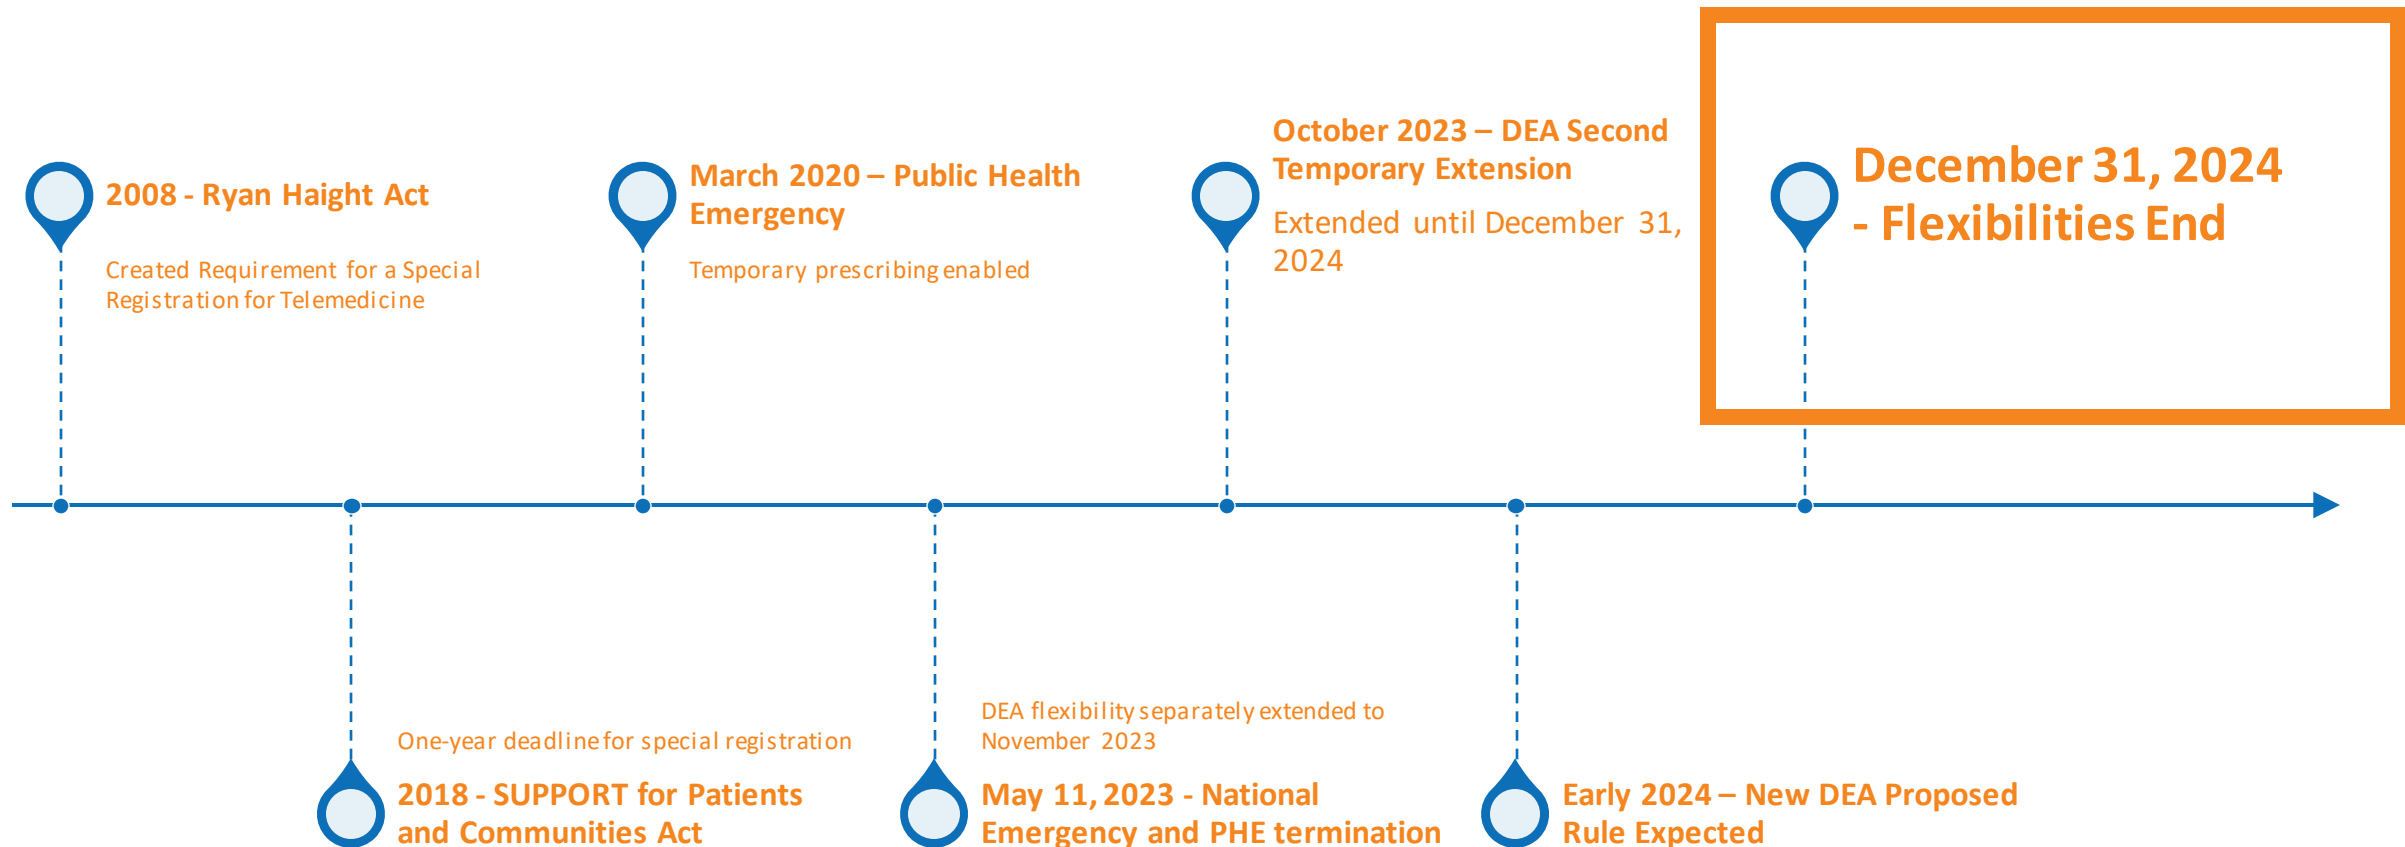 2008 - Ryan Haight Act
Created Requirement for a Special
Registration for Telemedicine
One-year deadline for special registration
2018 - SUPPORT for Patients
and Communities Act
March 2020 – Public Health
Emergency
Temporary prescribing enabled
DEA flexibility separately extended to
November 2023
May 11, 2023 - National
Emergency and PHE termination
October 2023 – DEA Second
Temporary Extension
Extended until December 31,
2024
Early 2024 – New DEA Proposed
Rule Expected
December 31, 2024
- Flexibilities End